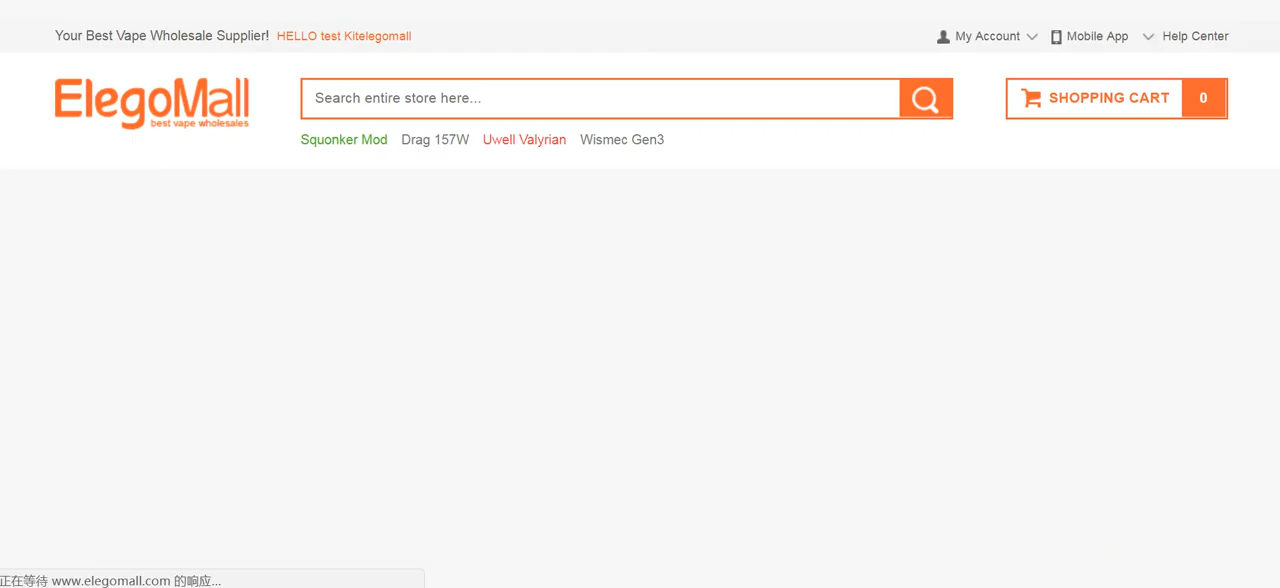 Your Best Vape Wholesale Supplier! HELLO test Kitelegomall
My Account Mobile App Help Center
ElegoMall
best vape wholesales
Search entire store here...
SHOPPING CART 0
Squonker Mod Drag 157W Uwell Valyrian Wismec Gen3
正在等待 www.elegomall.com 的响应...